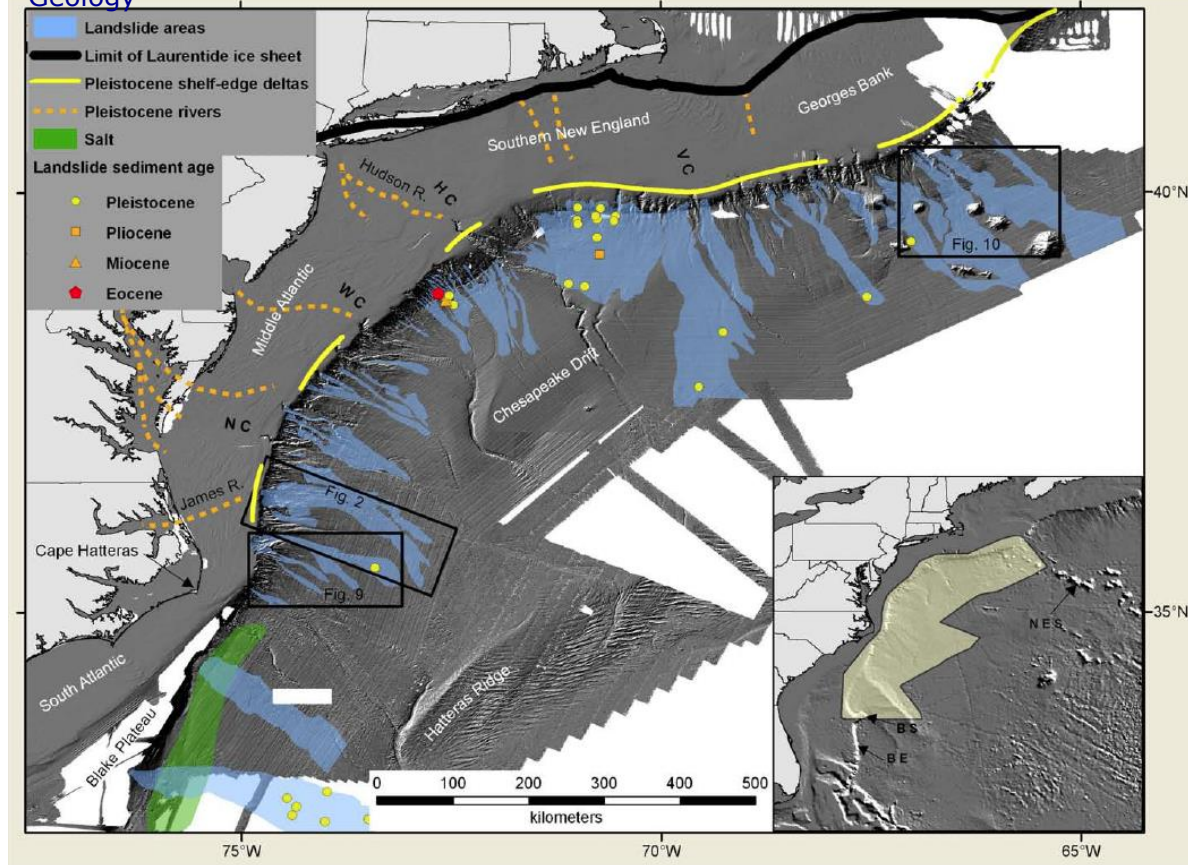 Geology
Landslide areas
Limit of Laurentide ice sheet
Pleistocene shelf-edge deltas
Pleistocene rivers
Salt
Landslide sediment age
Pleistocene
Pliocene
Miocene
Eocene
Georges Bank
Southern New England
V C
Hudson R.
H C
40°N
Fig. 10
Middle Atlantic
W C
Chesapeake Drift
N C
James R.
Fig. 2
Cape Hatteras
Fig. 9
35°N
N E S
South Atlantic
Hatteras Ridge
Blake Plateau
B S
B E
0 100 200 300 400 500
kilometers
75°W 70°W 65°W